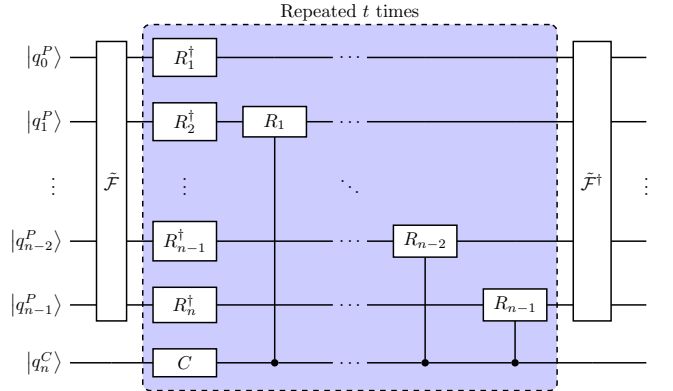 Repeated t times
|q_0^P⟩ R_1^† ···
|q_1^P⟩ R_2^† R_1 ···
⋮ F̃ ⋮ ⋱ F̃^† ⋮
|q_{n−2}^P⟩ R_{n−1}^† ··· R_{n−2}
|q_{n−1}^P⟩ R_n^† ··· R_{n−1}
|q_n^C⟩ C ···